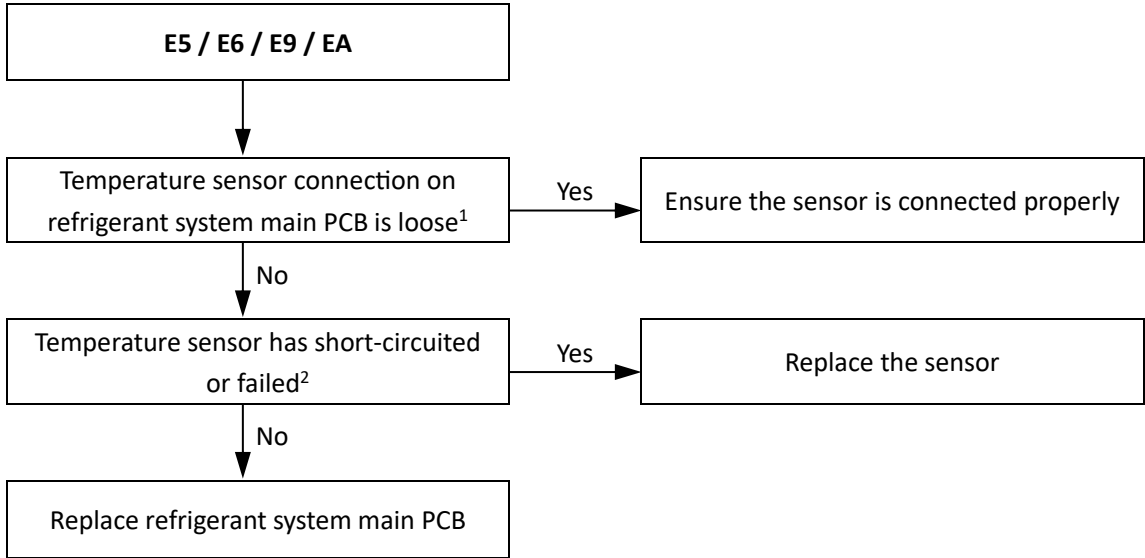 E5 / E6 / E9 / EA
Temperature sensor connection on
refrigerant system main PCB is loose¹
Yes
Ensure the sensor is connected properly
No
Temperature sensor has short-circuited
or failed²
Yes
Replace the sensor
No
Replace refrigerant system main PCB